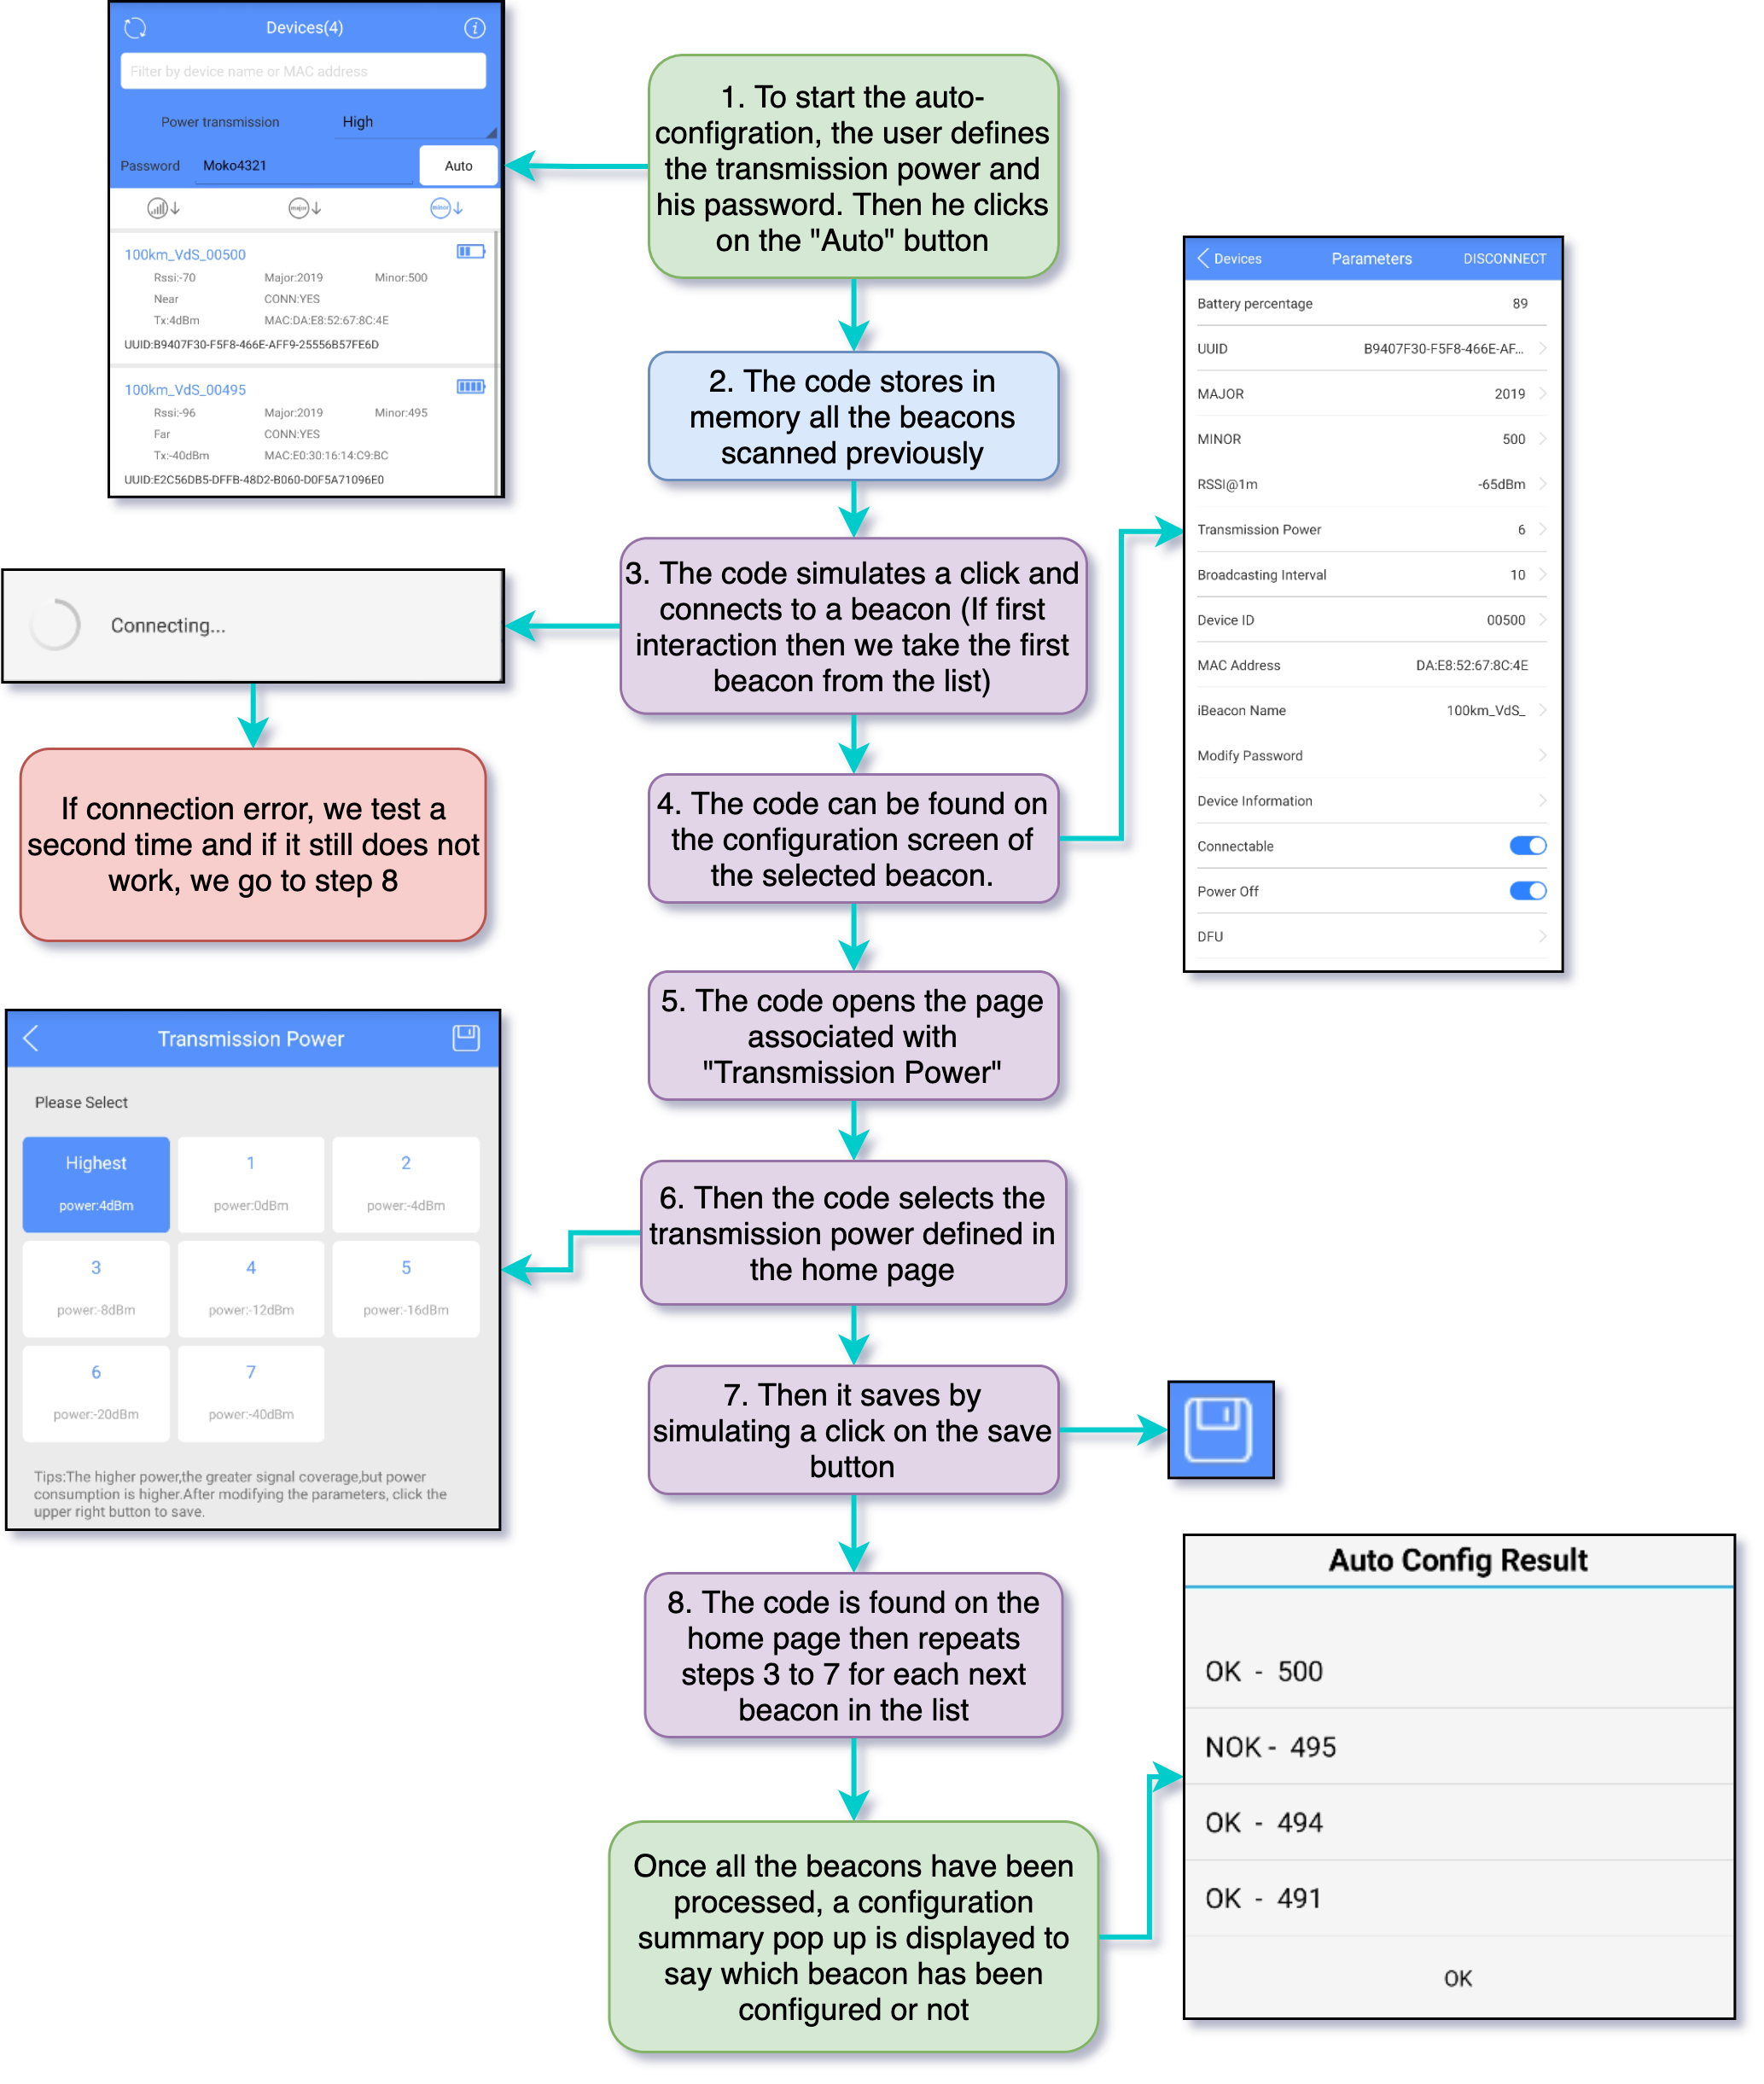 Devices(4)
Filter by device name or MAC address
Power transmission High
Password Moko4321 Auto
major
minor
100km_VdS_00500
Rssi:-70 Major:2019 Minor:500
Near CONN:YES
Tx:4dBm MAC:DA:E8:52:67:8C:4E
UUID:B9407F30-F5F8-466E-AFF9-25556B57FE6D
100km_VdS_00495
Rssi:-96 Major:2019 Minor:495
Far CONN:YES
Tx:-40dBm MAC:E0:30:16:14:C9:BC
UUID:E2C56DB5-DFFB-48D2-B060-D0F5A71096E0
1. To start the auto-
configration, the user defines
the transmission power and
his password. Then he clicks
on the "Auto" button
2. The code stores in
memory all the beacons
scanned previously
3. The code simulates a click and
connects to a beacon (If first
interaction then we take the first
beacon from the list)
Connecting...
If connection error, we test a
second time and if it still does not
work, we go to step 8
4. The code can be found on
the configuration screen of
the selected beacon.
Devices Parameters DISCONNECT
Battery percentage 89
UUID B9407F30-F5F8-466E-AF...
MAJOR 2019
MINOR 500
RSSI@1m -65dBm
Transmission Power 6
Broadcasting Interval 10
Device ID 00500
MAC Address DA:E8:52:67:8C:4E
iBeacon Name 100km_VdS_
Modify Password
Device Information
Connectable
Power Off
DFU
5. The code opens the page
associated with
"Transmission Power"
6. Then the code selects the
transmission power defined in
the home page
Transmission Power
Please Select
Highest 1 2
power:4dBm power:0dBm power:-4dBm
3 4 5
power:-8dBm power:-12dBm power:-16dBm
6 7
power:-20dBm power:-40dBm
Tips:The higher power,the greater signal coverage,but power
consumption is higher.After modifying the parameters, click the
upper right button to save.
7. Then it saves by
simulating a click on the save
button
8. The code is found on the
home page then repeats
steps 3 to 7 for each next
beacon in the list
Once all the beacons have been
processed, a configuration
summary pop up is displayed to
say which beacon has been
configured or not
Auto Config Result
OK - 500
NOK - 495
OK - 494
OK - 491
OK